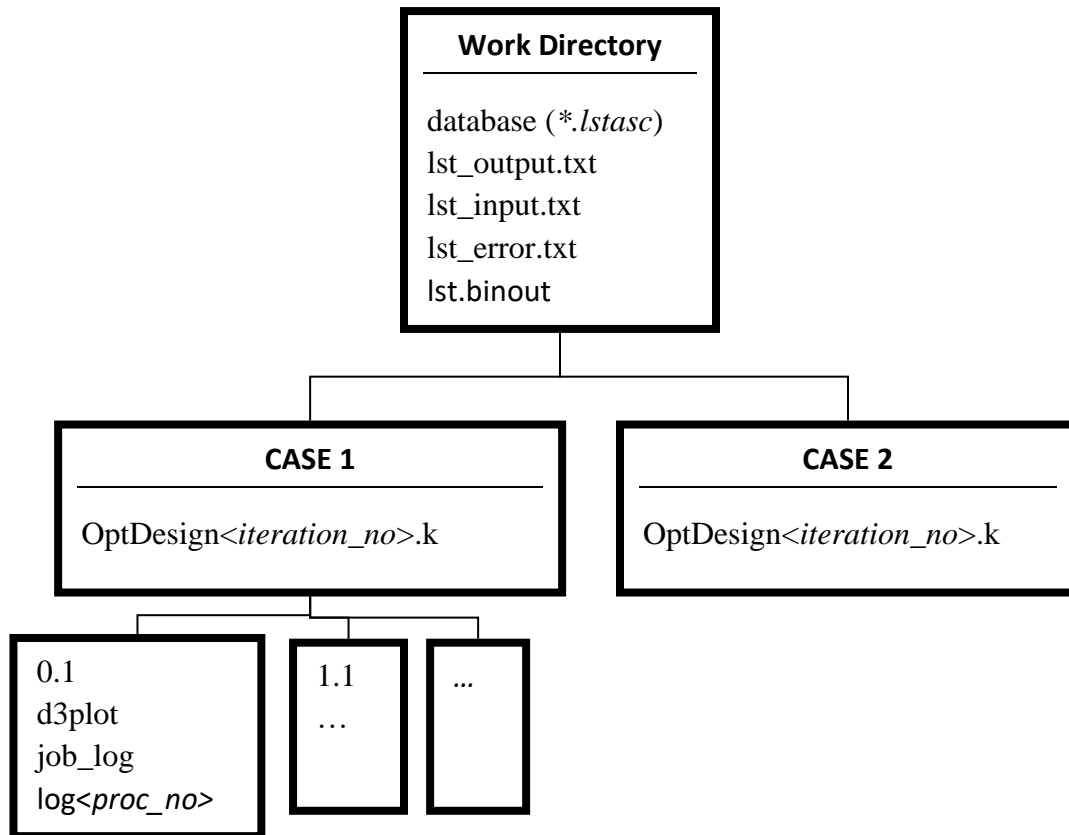 Work Directory
database (*.lstasc)
lst_output.txt
lst_input.txt
lst_error.txt
lst.binout
CASE 1
OptDesign<iteration_no>.k
CASE 2
OptDesign<iteration_no>.k
0.1
d3plot
job_log
log<proc_no>
1.1
…
...